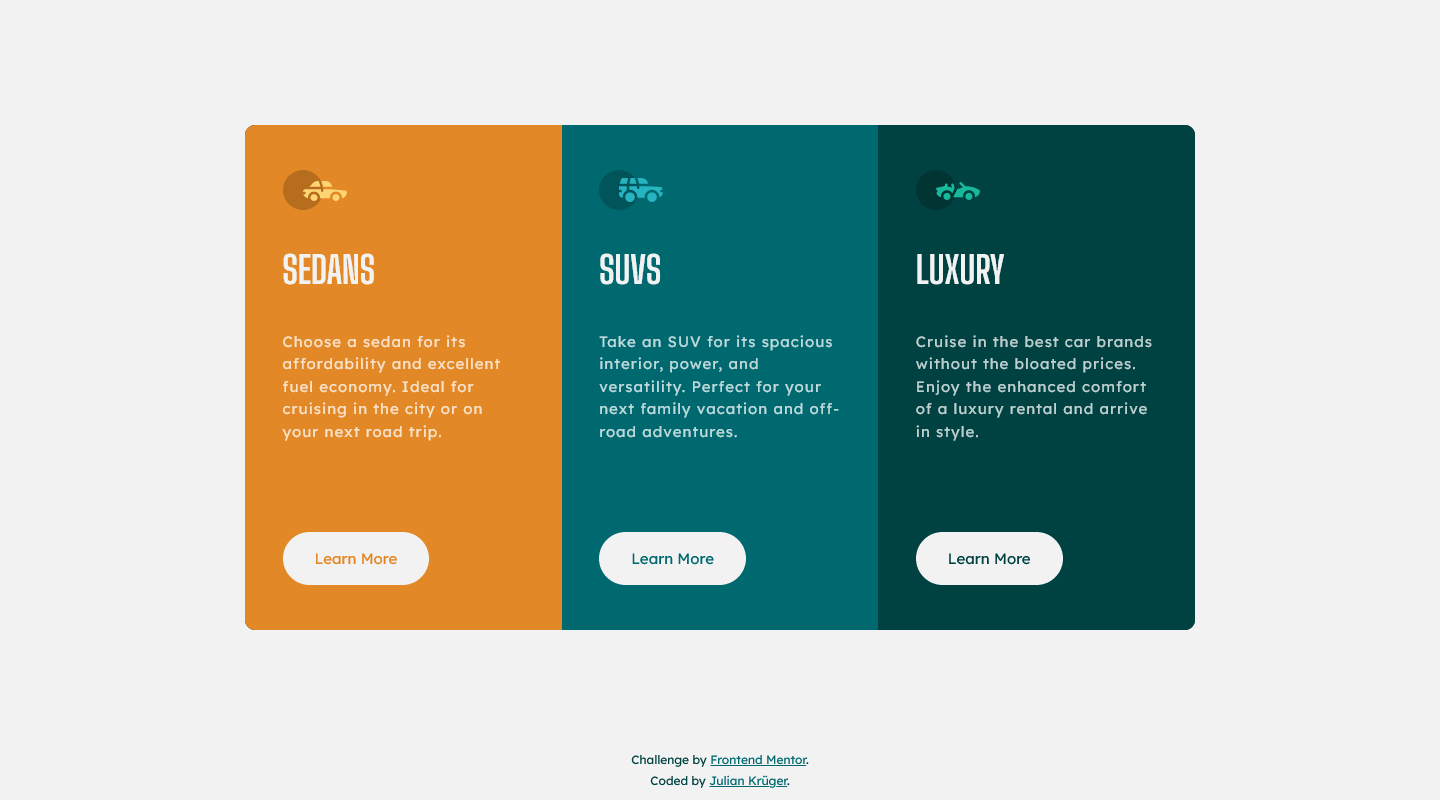 SEDANS
Choose a sedan for its
affordability and excellent
fuel economy. Ideal for
cruising in the city or on
your next road trip.
Learn More
SUVS
Take an SUV for its spacious
interior, power, and
versatility. Perfect for your
next family vacation and off-
road adventures.
Learn More
LUXURY
Cruise in the best car brands
without the bloated prices.
Enjoy the enhanced comfort
of a luxury rental and arrive
in style.
Learn More
Challenge by Frontend Mentor.
Coded by Julian Krüger.